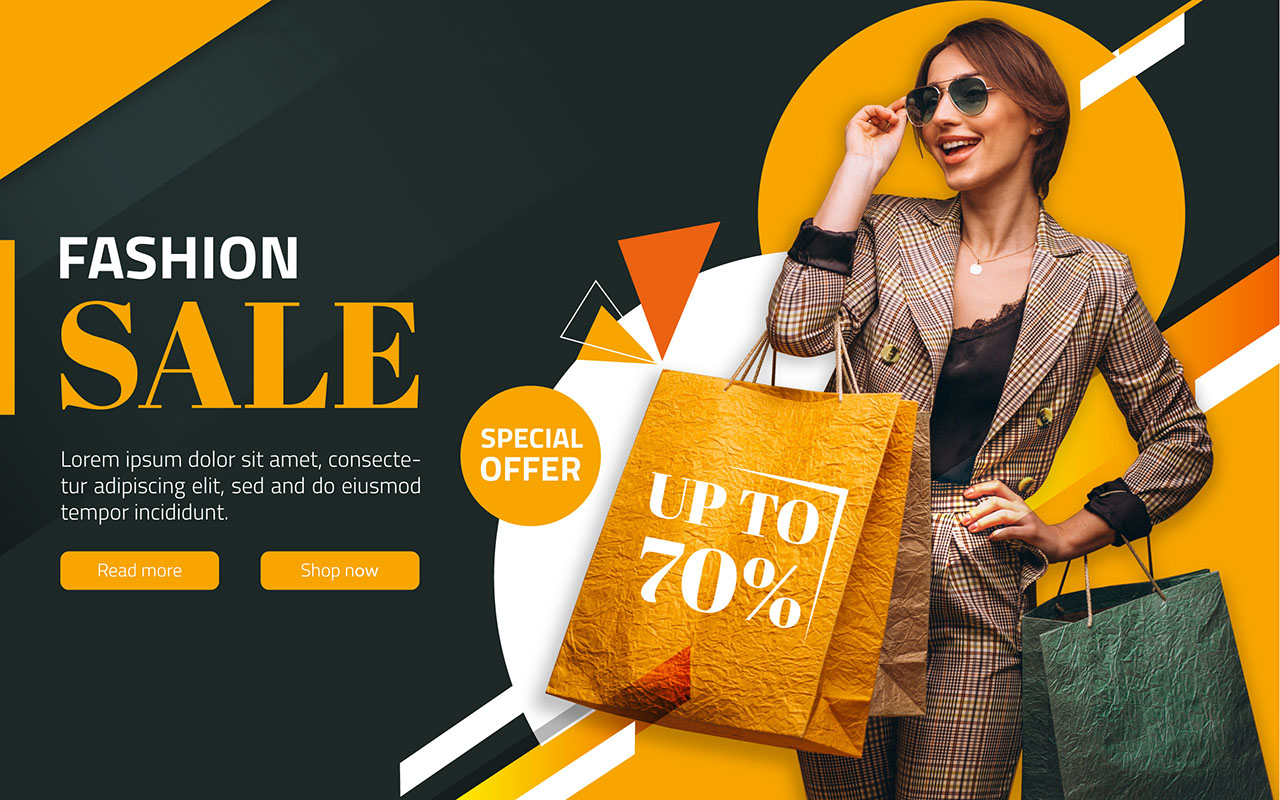 FASHION
SALE
Lorem ipsum dolor sit amet, consecte-
tur adipiscing elit, sed and do eiusmod
tempor incididunt.
Read more
Shop now
SPECIAL
OFFER
UP TO
70%